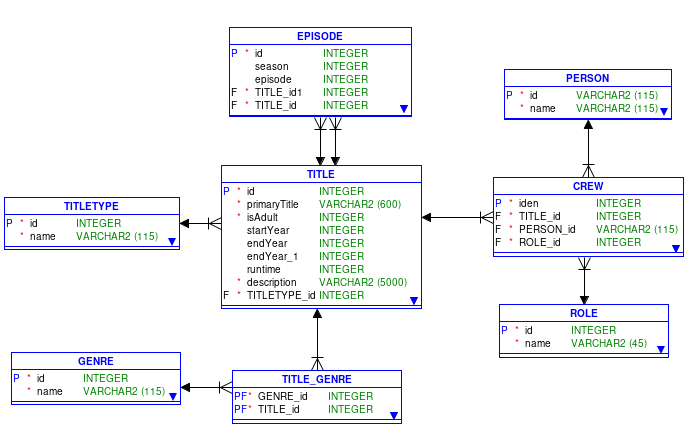 EPISODE
P * id INTEGER
season INTEGER
episode INTEGER
F * TITLE_id1 INTEGER
F * TITLE_id INTEGER
PERSON
P * id VARCHAR2 (115)
* name VARCHAR2 (115)
TITLE
P * id INTEGER
* primaryTitle VARCHAR2 (600)
* isAdult INTEGER
startYear INTEGER
endYear INTEGER
endYear_1 INTEGER
runtime INTEGER
* description VARCHAR2 (5000)
F * TITLETYPE_id INTEGER
CREW
P * iden INTEGER
F * TITLE_id INTEGER
F * PERSON_id VARCHAR2 (115)
F * ROLE_id INTEGER
TITLETYPE
P * id INTEGER
* name VARCHAR2 (115)
ROLE
P * id INTEGER
* name VARCHAR2 (45)
GENRE
P * id INTEGER
* name VARCHAR2 (115)
TITLE_GENRE
PF* GENRE_id INTEGER
PF* TITLE_id INTEGER